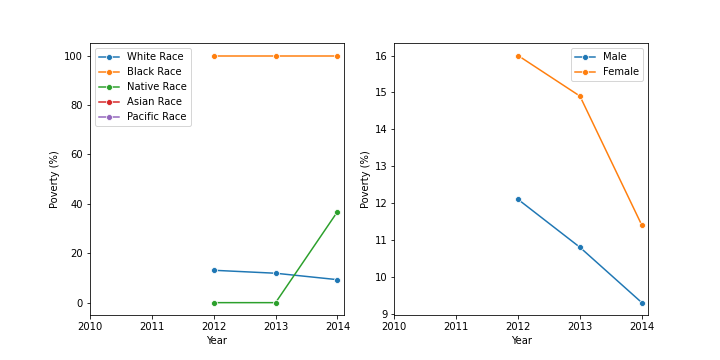 White Race
Black Race
Native Race
Asian Race
Pacific Race
Poverty (%)
100
80
60
40
20
0
2010 2011 2012 2013 2014
Year
Male
Female
Poverty (%)
16
15
14
13
12
11
10
9
2010 2011 2012 2013 2014
Year